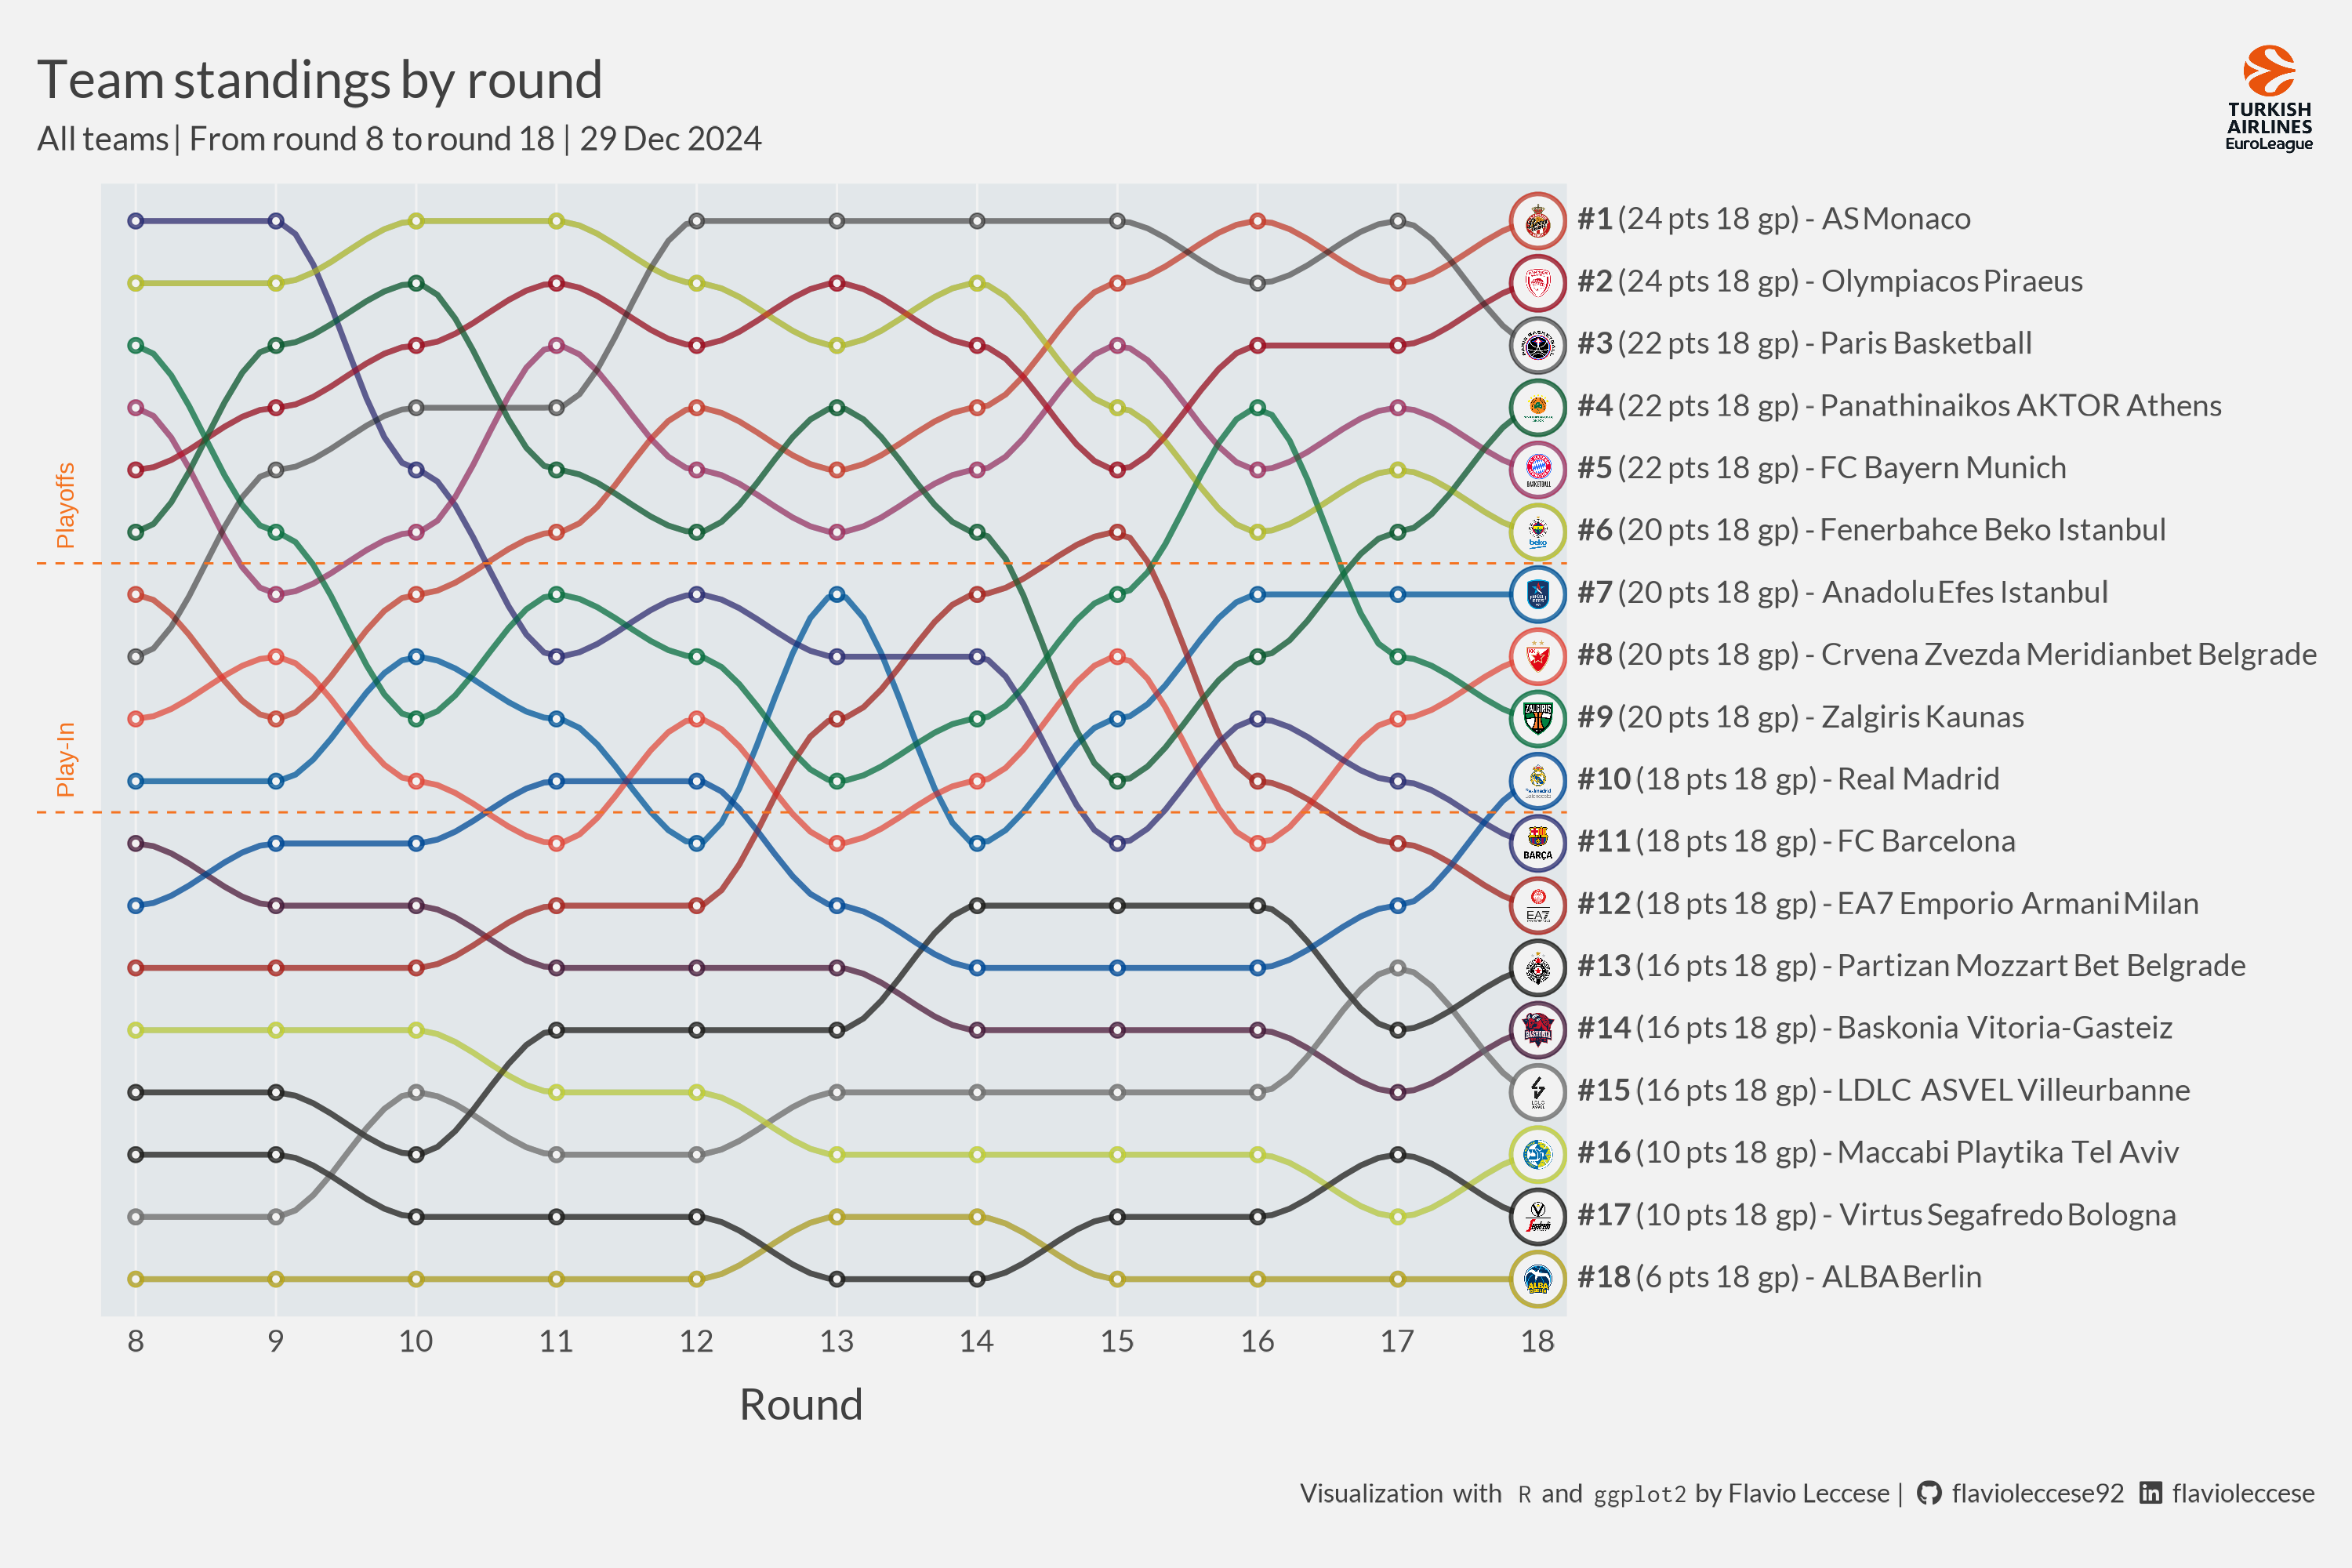 Team standings by round
All teams | From round 8 to round 18 | 29 Dec 2024
TURKISH
AIRLINES
EuroLeague
Playoffs
Play-In
#1 (24 pts 18 gp) - AS Monaco
#2 (24 pts 18 gp) - Olympiacos Piraeus
#3 (22 pts 18 gp) - Paris Basketball
#4 (22 pts 18 gp) - Panathinaikos AKTOR Athens
#5 (22 pts 18 gp) - FC Bayern Munich
#6 (20 pts 18 gp) - Fenerbahce Beko Istanbul
#7 (20 pts 18 gp) - Anadolu Efes Istanbul
#8 (20 pts 18 gp) - Crvena Zvezda Meridianbet Belgrade
#9 (20 pts 18 gp) - Zalgiris Kaunas
#10 (18 pts 18 gp) - Real Madrid
#11 (18 pts 18 gp) - FC Barcelona
#12 (18 pts 18 gp) - EA7 Emporio Armani Milan
#13 (16 pts 18 gp) - Partizan Mozzart Bet Belgrade
#14 (16 pts 18 gp) - Baskonia Vitoria-Gasteiz
#15 (16 pts 18 gp) - LDLC ASVEL Villeurbanne
#16 (10 pts 18 gp) - Maccabi Playtika Tel Aviv
#17 (10 pts 18 gp) - Virtus Segafredo Bologna
#18 (6 pts 18 gp) - ALBA Berlin
beko
ZALGIRIS
BARÇA
EA7
ALBA
8 9 10 11 12 13 14 15 16 17 18
Round
Visualization with R and ggplot2 by Flavio Leccese | flavioleccese92 flavioleccese